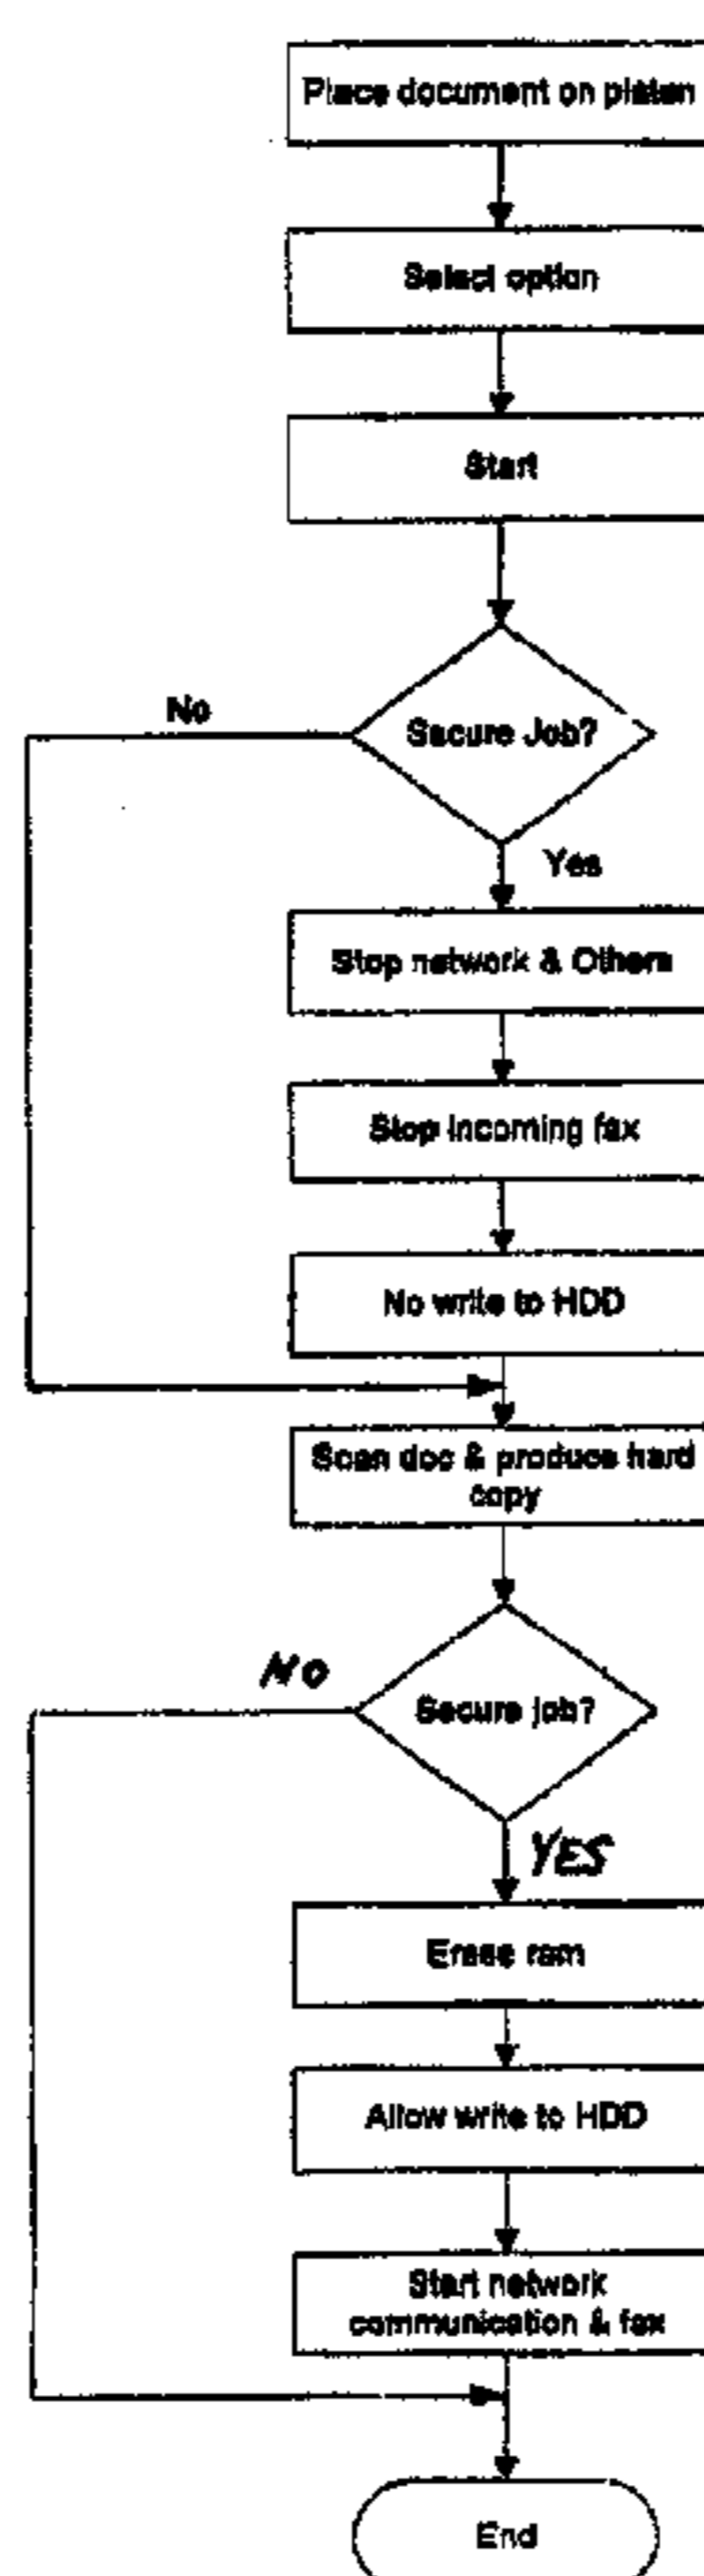 Place document on platen
Select option
Start
Secure Job?
No
Yes
Stop network & Others
Stop incoming fax
No write to HDD
Scan doc & produce hard
copy
Secure job?
NO
YES
Erase ram
Allow write to HDD
Start network
communication & fax
End